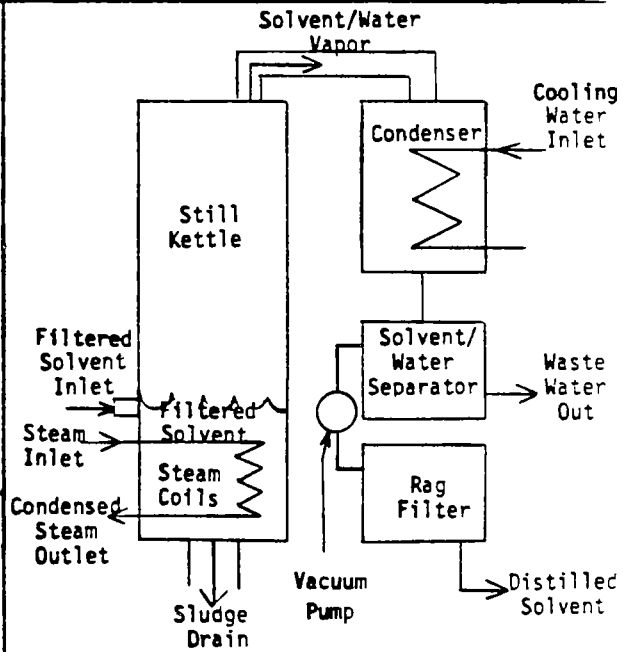 Solvent/Water
Vapor
Cooling
Water
Inlet
Condenser
Still
Kettle
Filtered
Solvent
Inlet
Solvent/
Water
Separator
Waste
Water
Out
Filtered
Solvent
Steam
Inlet
Steam
Coils
Rag
Filter
Condensed
Steam
Outlet
Vacuum
Pump
Distilled
Solvent
Sludge
Drain